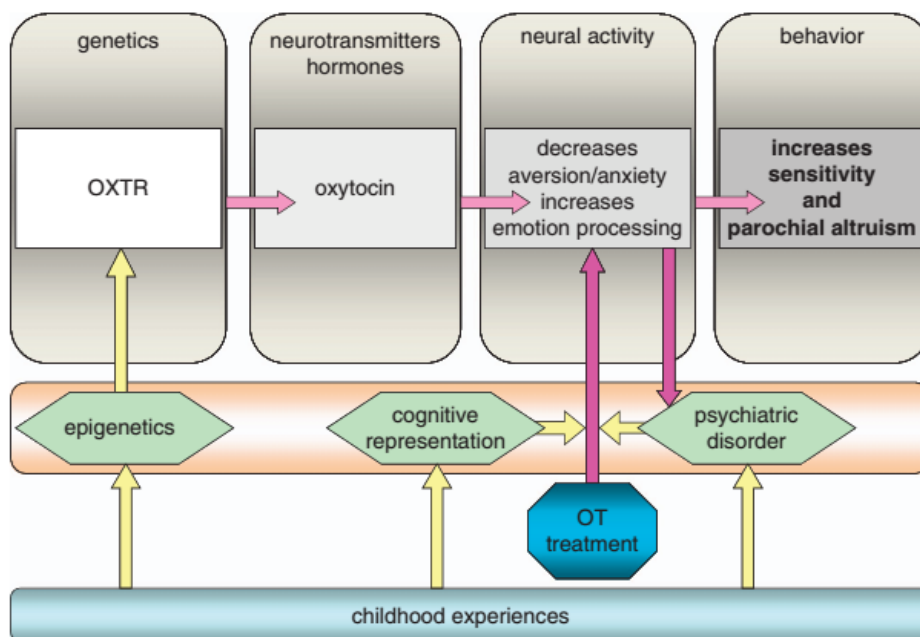 genetics
neurotransmitters
hormones
neural activity
behavior
OXTR
oxytocin
decreases
aversion/anxiety
increases
emotion processing
increases
sensitivity
and
parochial altruism
epigenetics
cognitive
representation
psychiatric
disorder
OT
treatment
childhood experiences